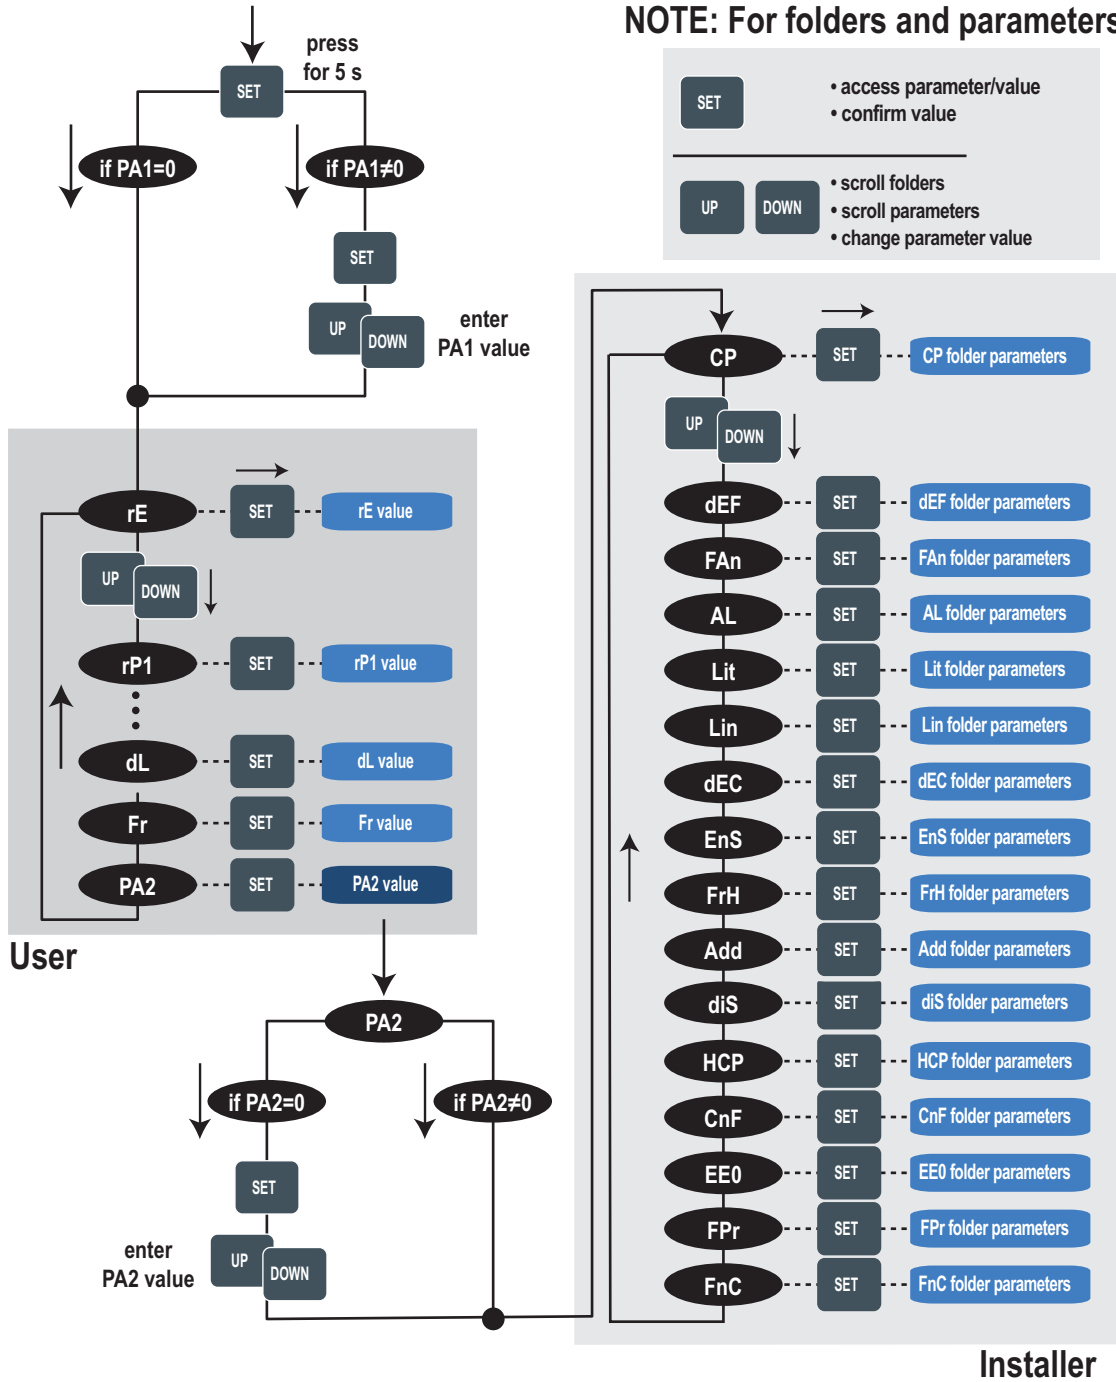 NOTE: For folders and parameters
press
for 5 s
SET
if PA1=0
if PA1≠0
SET
UP
DOWN
enter
PA1 value
SET
• access parameter/value
• confirm value
UP
DOWN
• scroll folders
• scroll parameters
• change parameter value
rE
SET
rE value
UP
DOWN
rP1
SET
rP1 value
dL
SET
dL value
Fr
SET
Fr value
PA2
SET
PA2 value
User
PA2
if PA2=0
if PA2≠0
SET
enter
PA2 value
UP
DOWN
CP
SET
CP folder parameters
UP
DOWN
dEF
SET
dEF folder parameters
FAn
SET
FAn folder parameters
AL
SET
AL folder parameters
Lit
SET
Lit folder parameters
Lin
SET
Lin folder parameters
dEC
SET
dEC folder parameters
EnS
SET
EnS folder parameters
FrH
SET
FrH folder parameters
Add
SET
Add folder parameters
diS
SET
diS folder parameters
HCP
SET
HCP folder parameters
CnF
SET
CnF folder parameters
EE0
SET
EE0 folder parameters
FPr
SET
FPr folder parameters
FnC
SET
FnC folder parameters
Installer